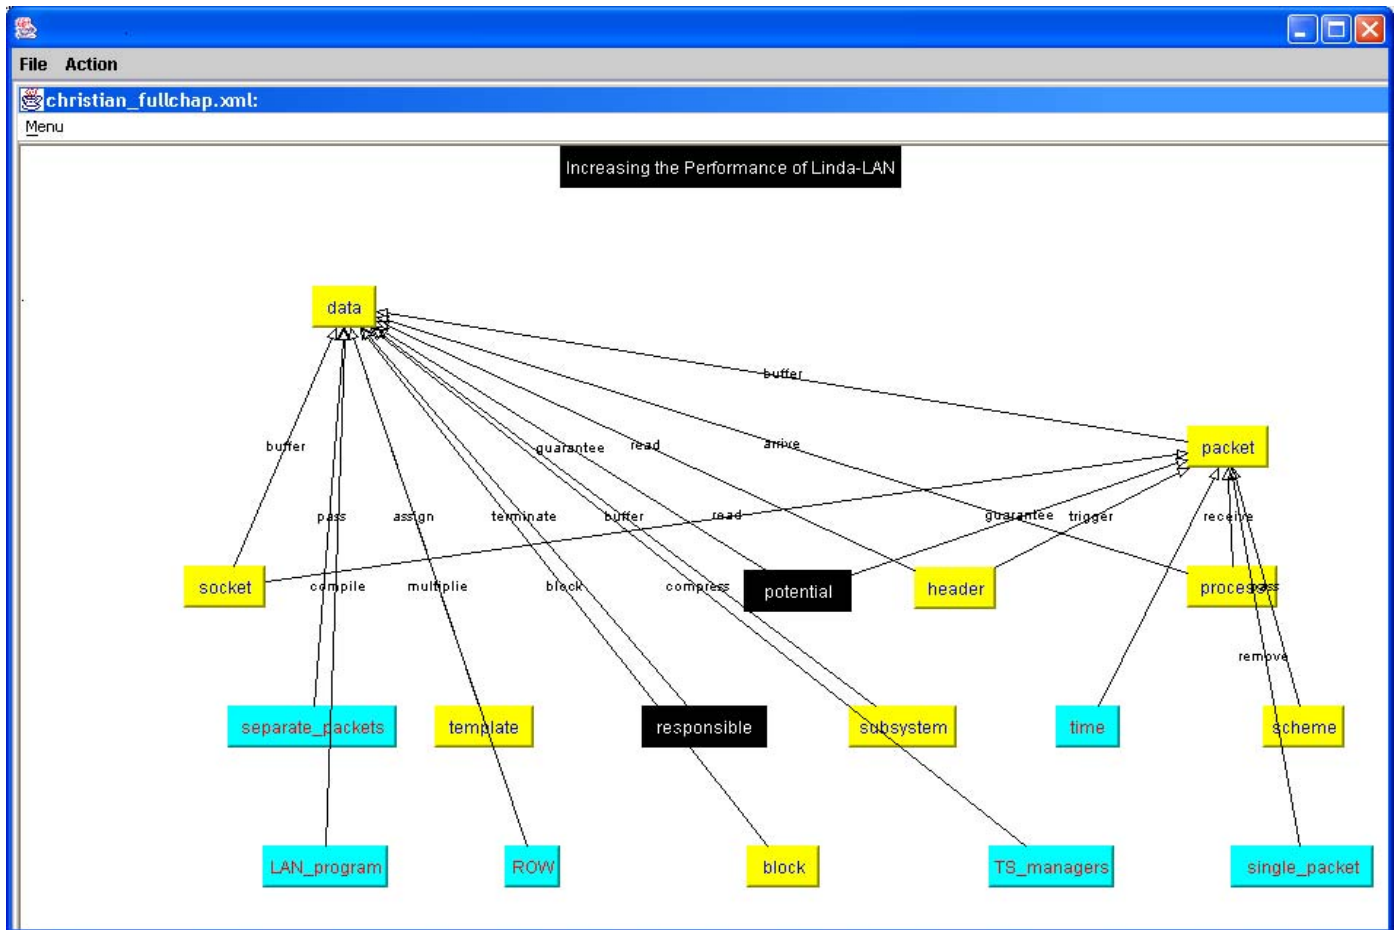 File Action
christian_fullchap.xml:
Menu
Increasing the Performance of Linda-LAN
data
buffer
packet
buffer
guarantee
read
arrive
pass
assign
terminate
buffer
read
guarantee
trigger
receive
socket
compile
multiplie
block
compress
potential
header
process
pass
remove
separate_packets
template
responsible
subsystem
time
scheme
LAN_program
ROW
block
TS_managers
single_packet